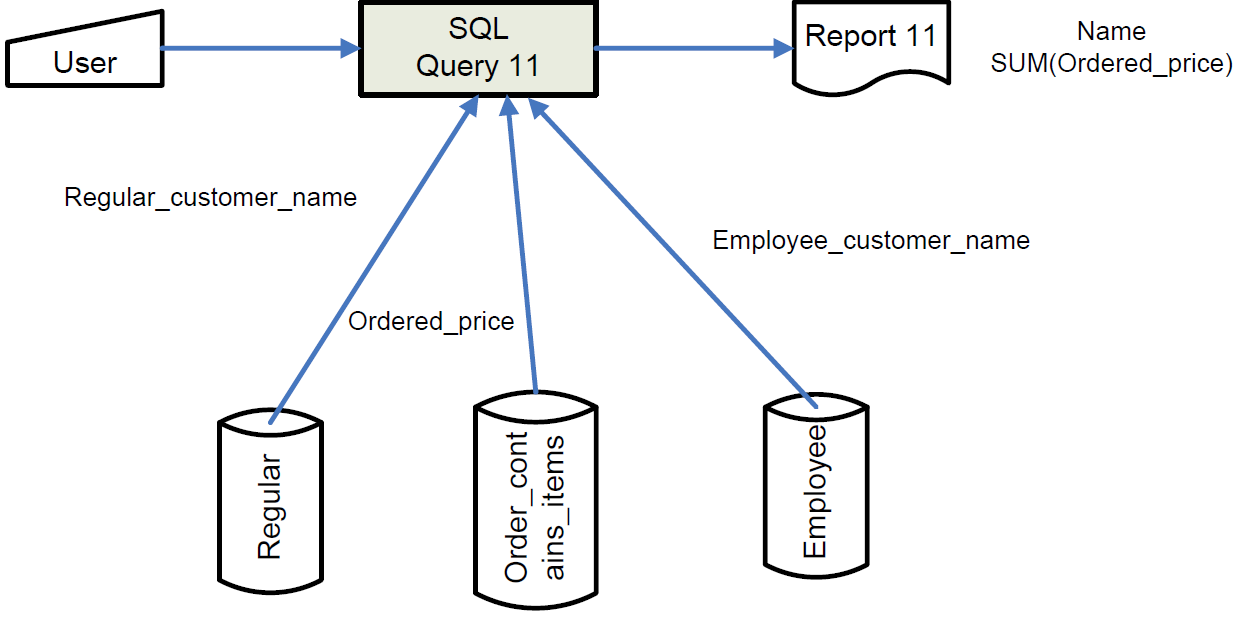 User
SQL
Query 11
Report 11
Name
SUM(Ordered_price)
Regular_customer_name
Employee_customer_name
Ordered_price
Regular
Order_cont
ains_items
Employee